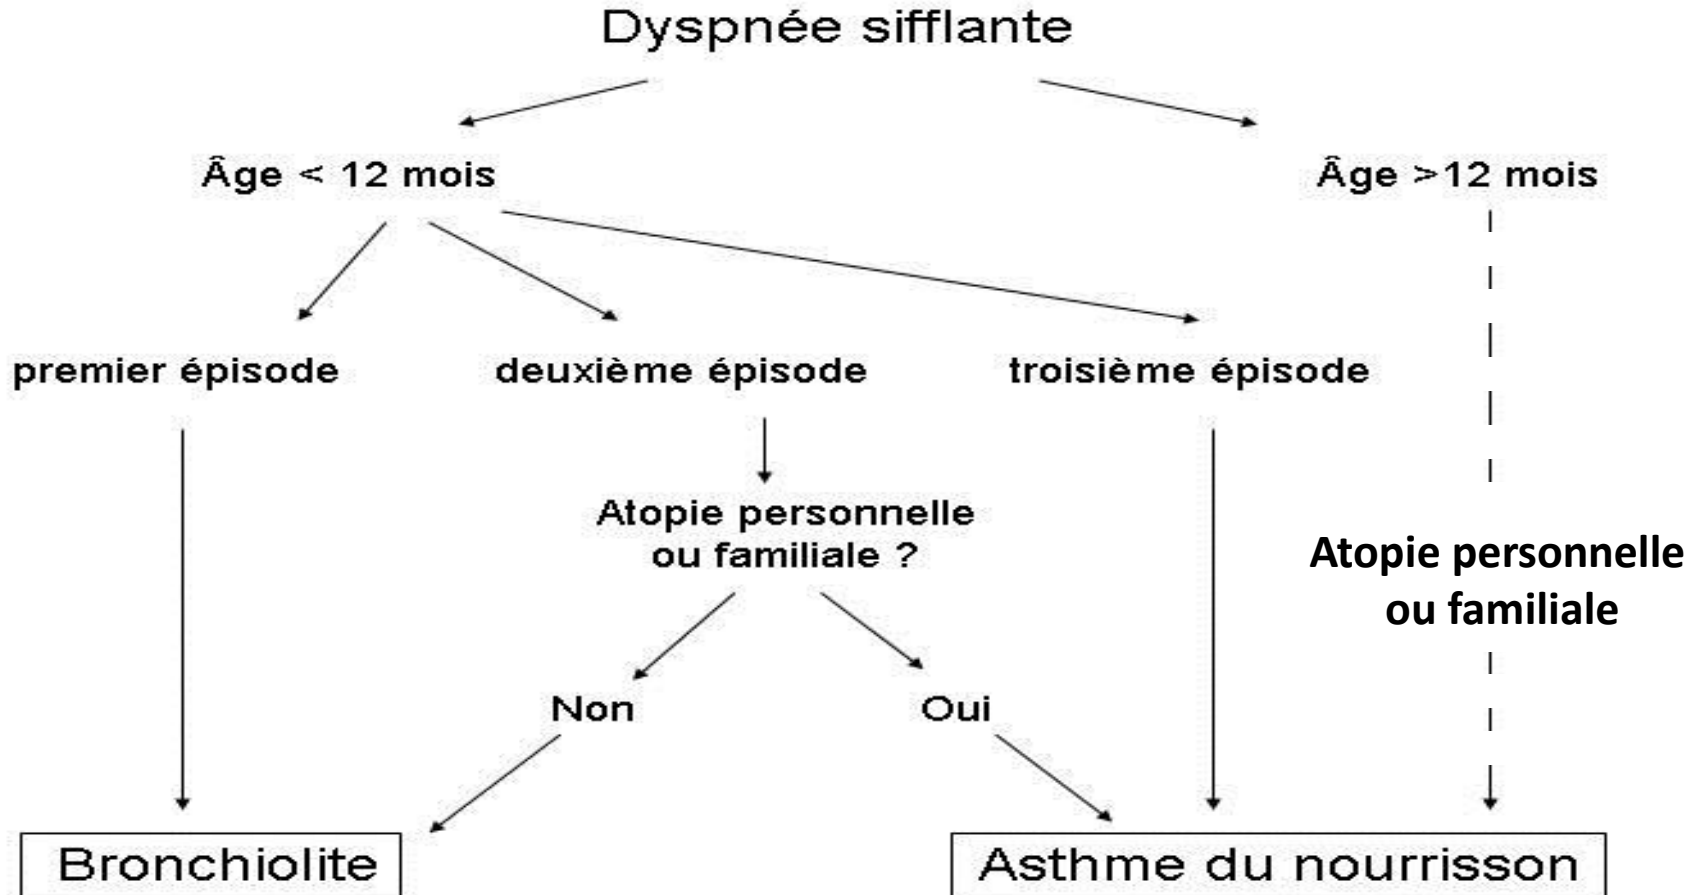 Dyspnée sifflante
Âge < 12 mois
Âge >12 mois
premier épisode
deuxième épisode
troisième épisode
Atopie personnelle
ou familiale ?
Atopie personnelle
ou familiale
Non
Oui
Bronchiolite
Asthme du nourrisson